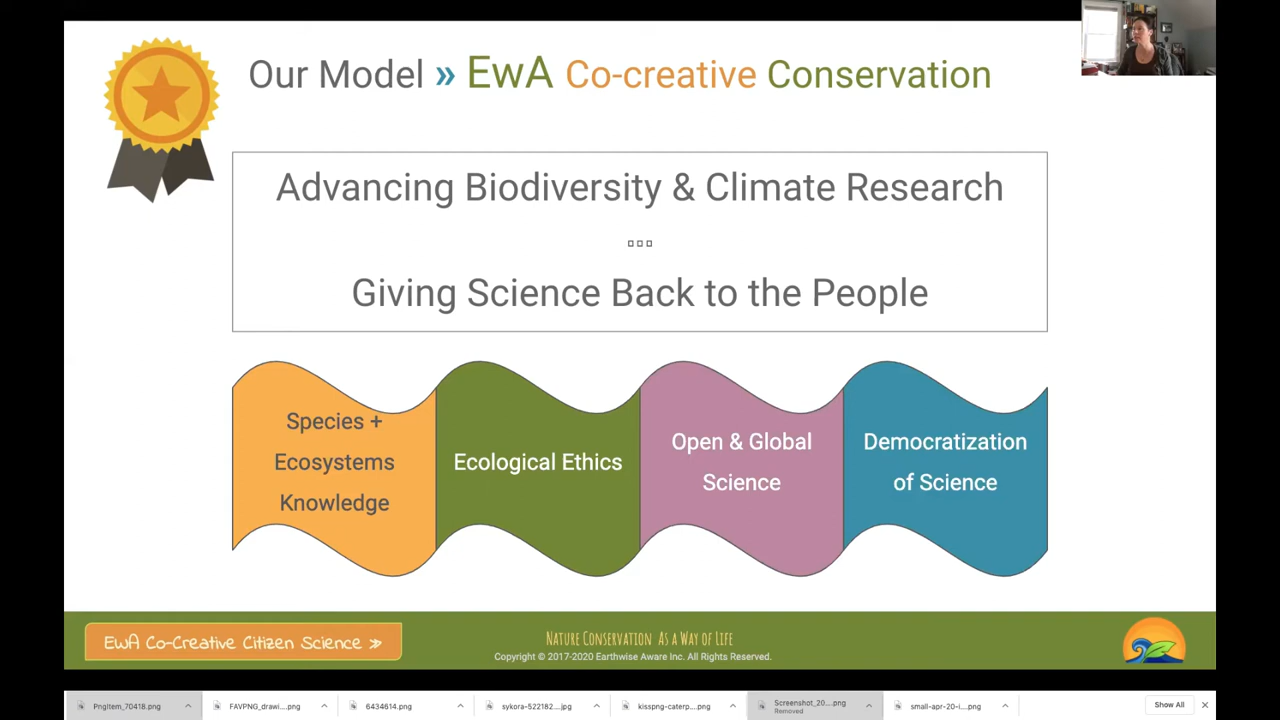 Our Model » EwA Co-creative Conservation
Advancing Biodiversity & Climate Research
Giving Science Back to the People
Species +
Ecosystems
Knowledge
Ecological Ethics
Open & Global
Science
Democratization
of Science
EwA Co-Creative Citizen Science »
Nature Conservation As a Way of Life
Copyright © 2017-2020 Earthwise Aware Inc. All Rights Reserved.
PngItem_70418.png
FAVPNG_drawi....png
6434614.png
sykora-522182...jpg
kisspng-caterp....png
Screenshot_20....png
Removed
small-apr-20-i....png
Show All